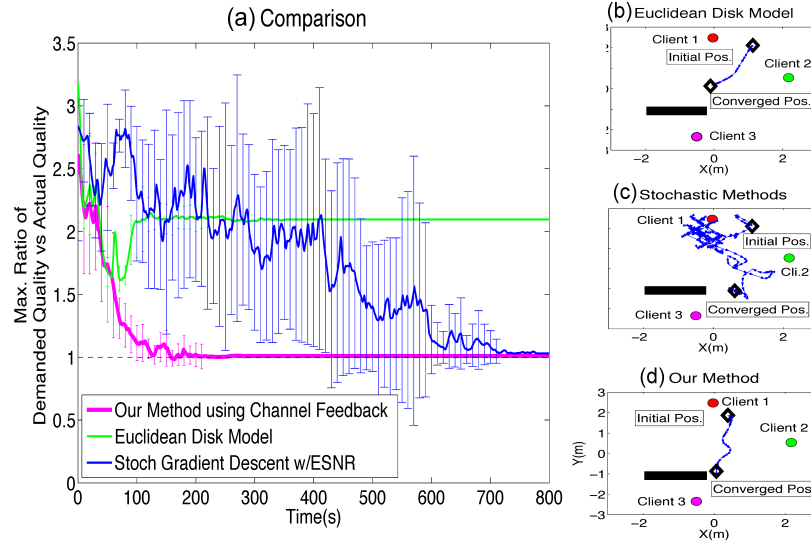 (a) Comparison
Max. Ratio of
Demanded Quality vs Actual Quality
3.5
3
2.5
2
1.5
1
0.5
0
Our Method using Channel Feedback
Euclidean Disk Model
Stoch Gradient Descent w/ESNR
0 100 200 300 400 500 600 700 800
Time(s)
(b) Euclidean Disk Model
Client 1
Initial Pos.
Client 2
Converged Pos.
Client 3
−2 0 2
X(m)
(c) Stochastic Methods
Client 1
Initial Pos.
Cli.2
Converged Pos.
Client 3
−2 0 2
X(m)
(d) Our Method
Y(m)
3
2
1
0
−1
−2
−3
Client 1
Initial Pos.
Client 2
Converged Pos.
Client 3
−2 0 2
X(m)